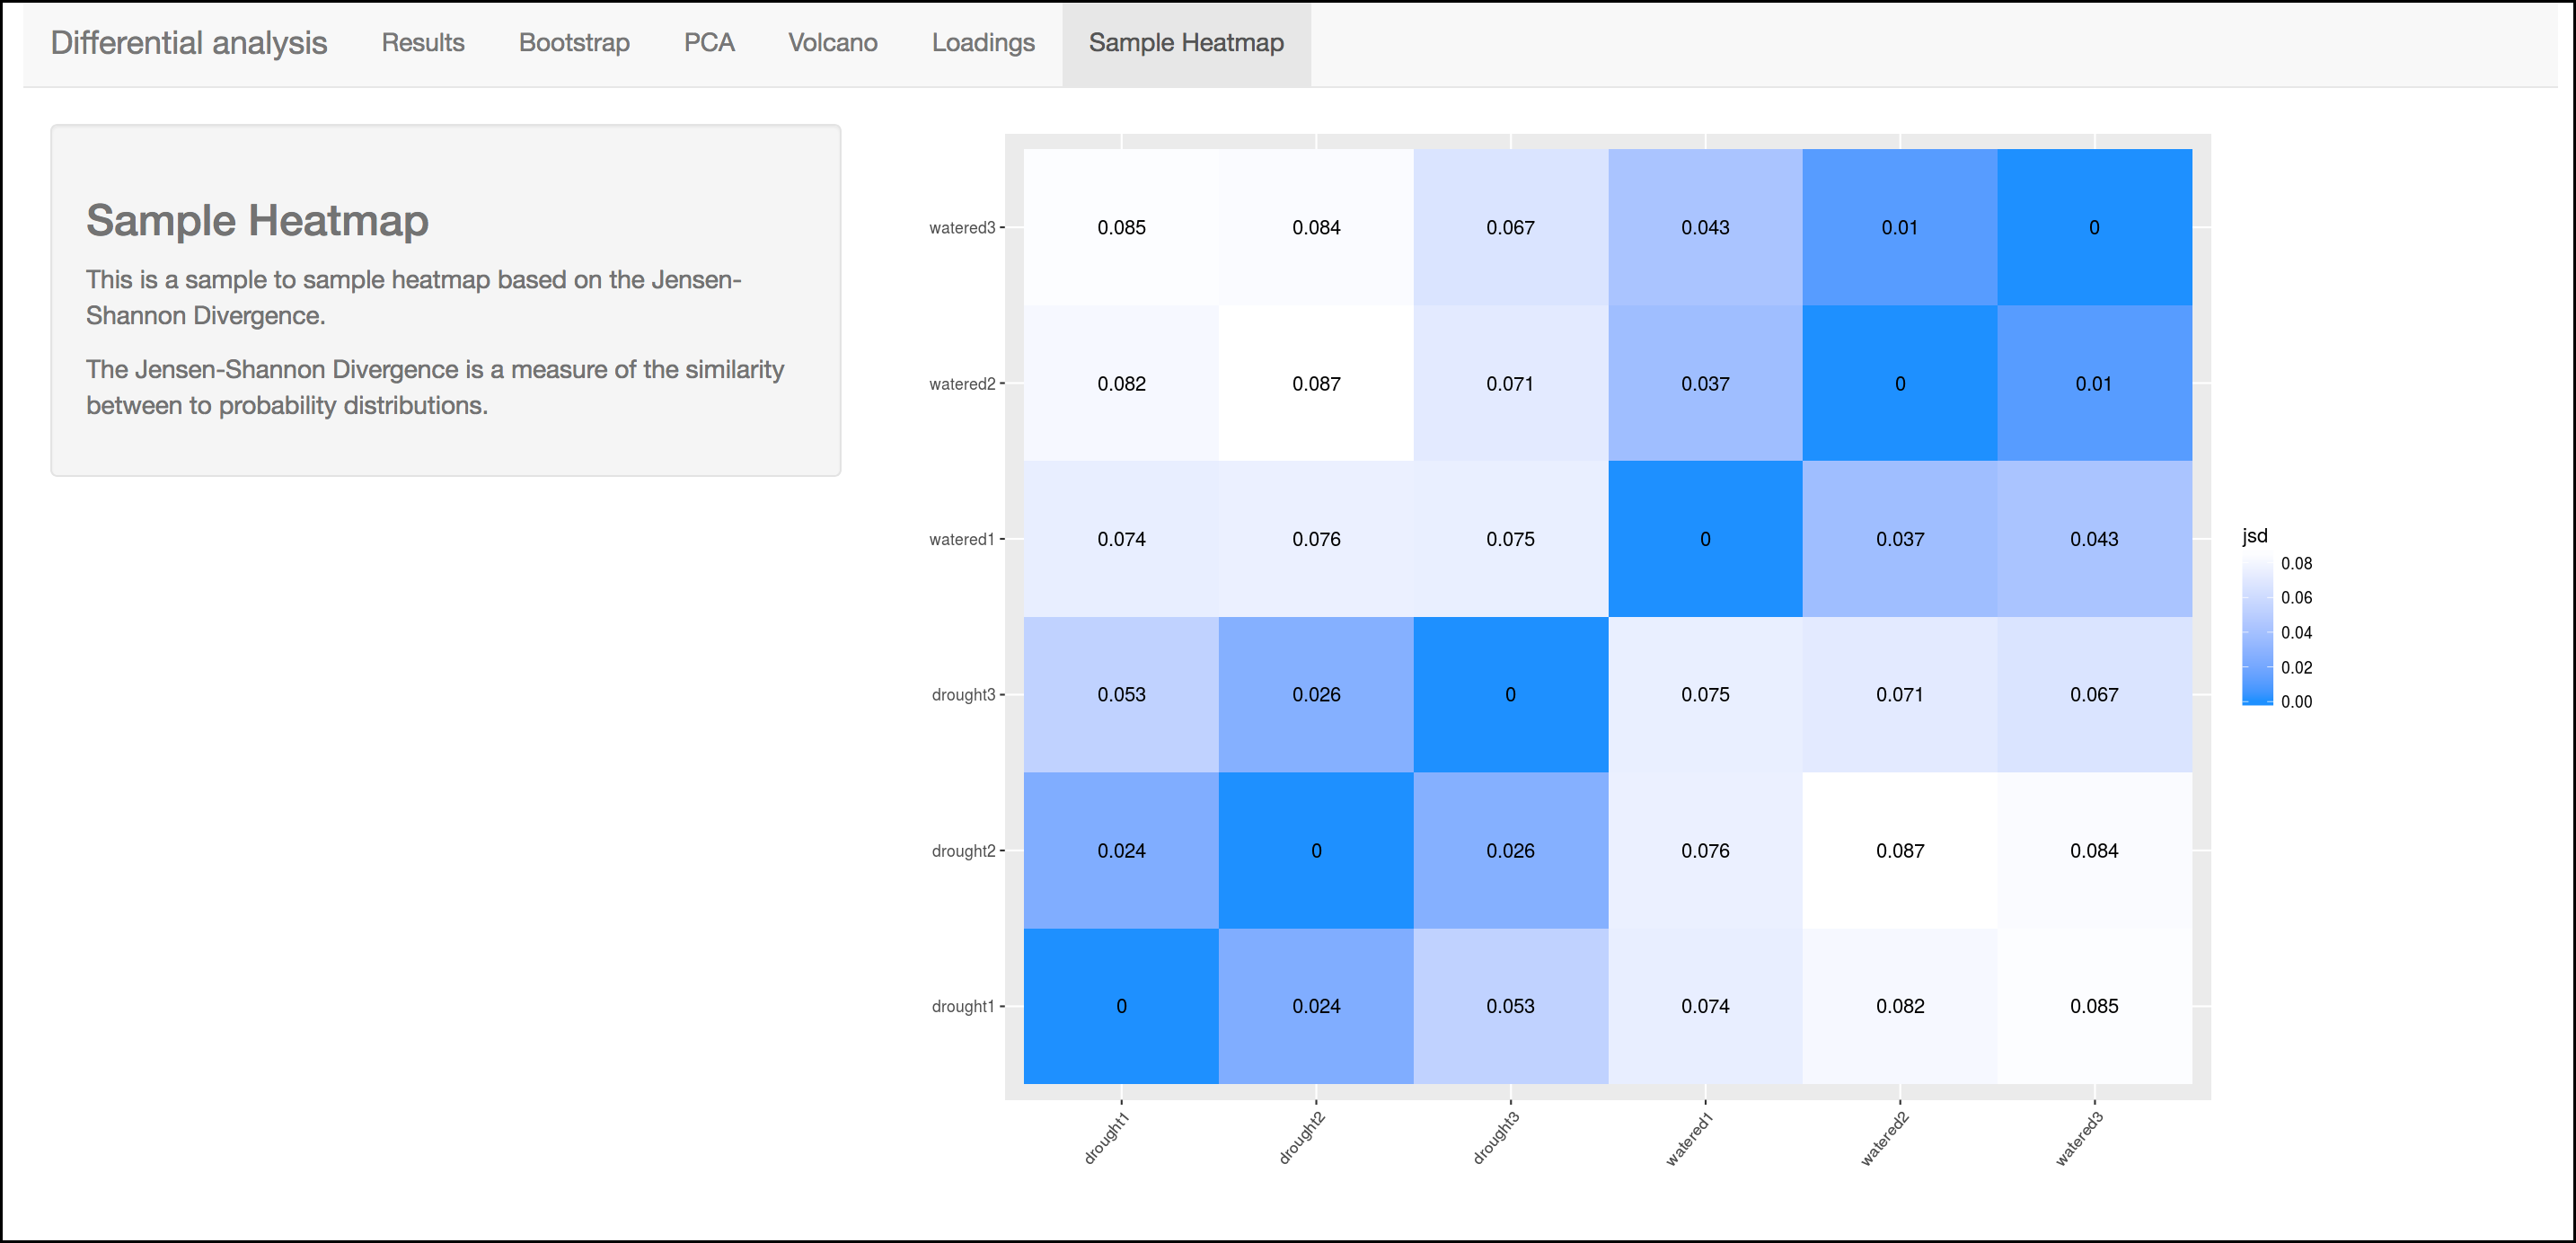 Differential analysis Results Bootstrap PCA Volcano Loadings Sample Heatmap
Sample Heatmap
This is a sample to sample heatmap based on the Jensen-
Shannon Divergence.
The Jensen-Shannon Divergence is a measure of the similarity
between to probability distributions.
watered3 0.085 0.084 0.067 0.043 0.01 0
watered2 0.082 0.087 0.071 0.037 0 0.01
watered1 0.074 0.076 0.075 0 0.037 0.043
drought3 0.053 0.026 0 0.075 0.071 0.067
drought2 0.024 0 0.026 0.076 0.087 0.084
drought1 0 0.024 0.053 0.074 0.082 0.085
drought1 drought2 drought3 watered1 watered2 watered3
jsd
0.08
0.06
0.04
0.02
0.00